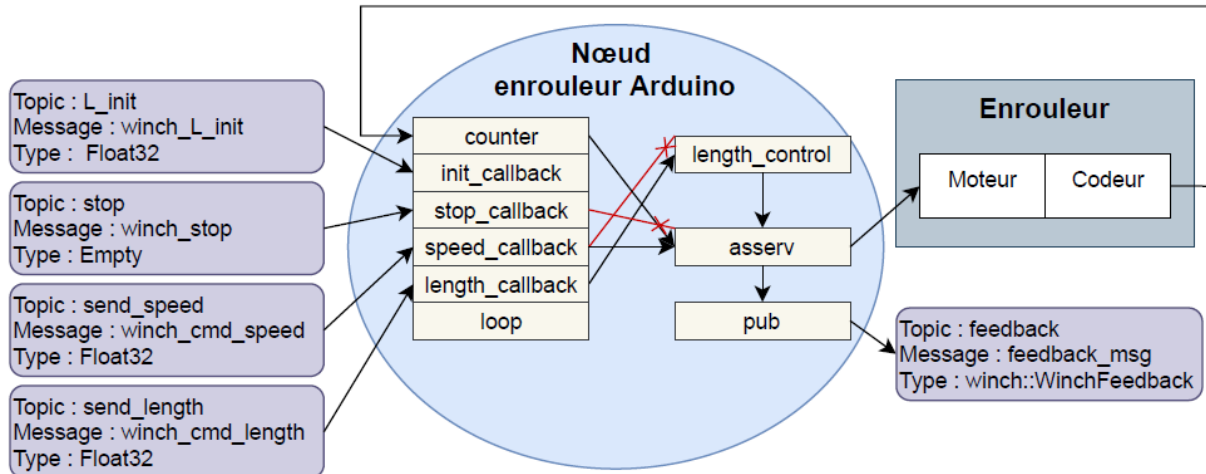 Nœud
enrouleur Arduino
Topic : L_init
Message : winch_L_init
Type :  Float32
Topic : stop
Message : winch_stop
Type : Empty
Topic : send_speed
Message : winch_cmd_speed
Type : Float32
Topic : send_length
Message : winch_cmd_length
Type : Float32
counter
init_callback
stop_callback
speed_callback
length_callback
loop
length_control
asserv
pub
Enrouleur
Moteur
Codeur
Topic : feedback
Message : feedback_msg
Type : winch::WinchFeedback